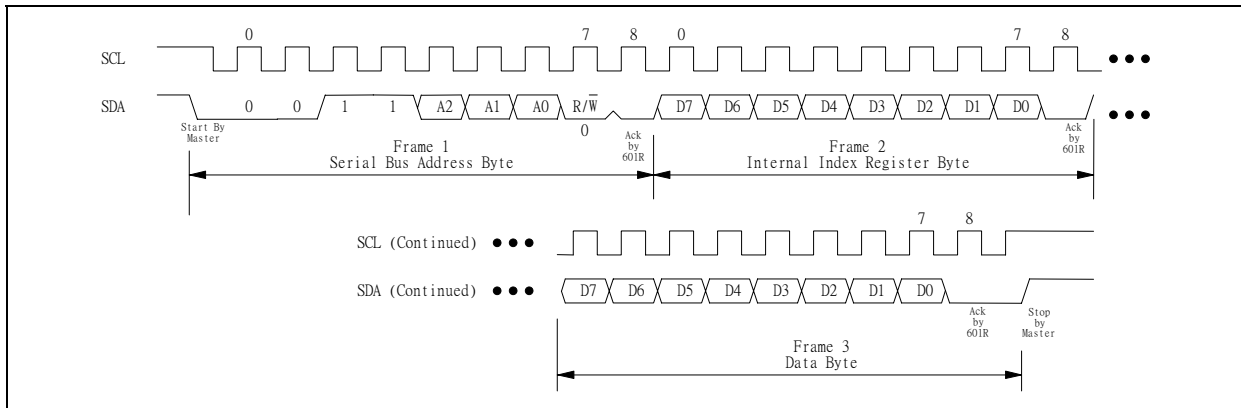 0 7 8 0 7 8
SCL
SDA 0 0 1 1 A2 A1 A0 R/W̅ D7 D6 D5 D4 D3 D2 D1 D0
0
Start By
Master
Ack
by
601R
Ack
by
601R
Frame 1
Serial Bus Address Byte
Frame 2
Internal Index Register Byte
7 8
SCL (Continued)
SDA (Continued) D7 D6 D5 D4 D3 D2 D1 D0
Ack
by
601R
Stop
by
Master
Frame 3
Data Byte